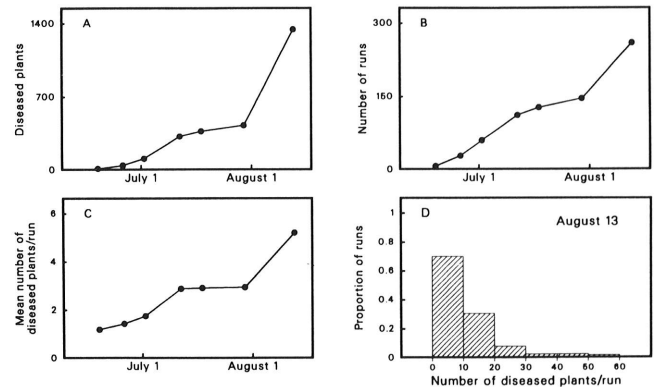 A
Diseased plants
1400
700
0
July 1
August 1
B
Number of runs
300
150
0
July 1
August 1
C
Mean number of
diseased plants/run
6
4
2
0
July 1
August 1
D
August 13
Proportion of runs
1
0.8
0.6
0.4
0.2
0
0 10 20 30 40 50 60
Number of diseased plants/run